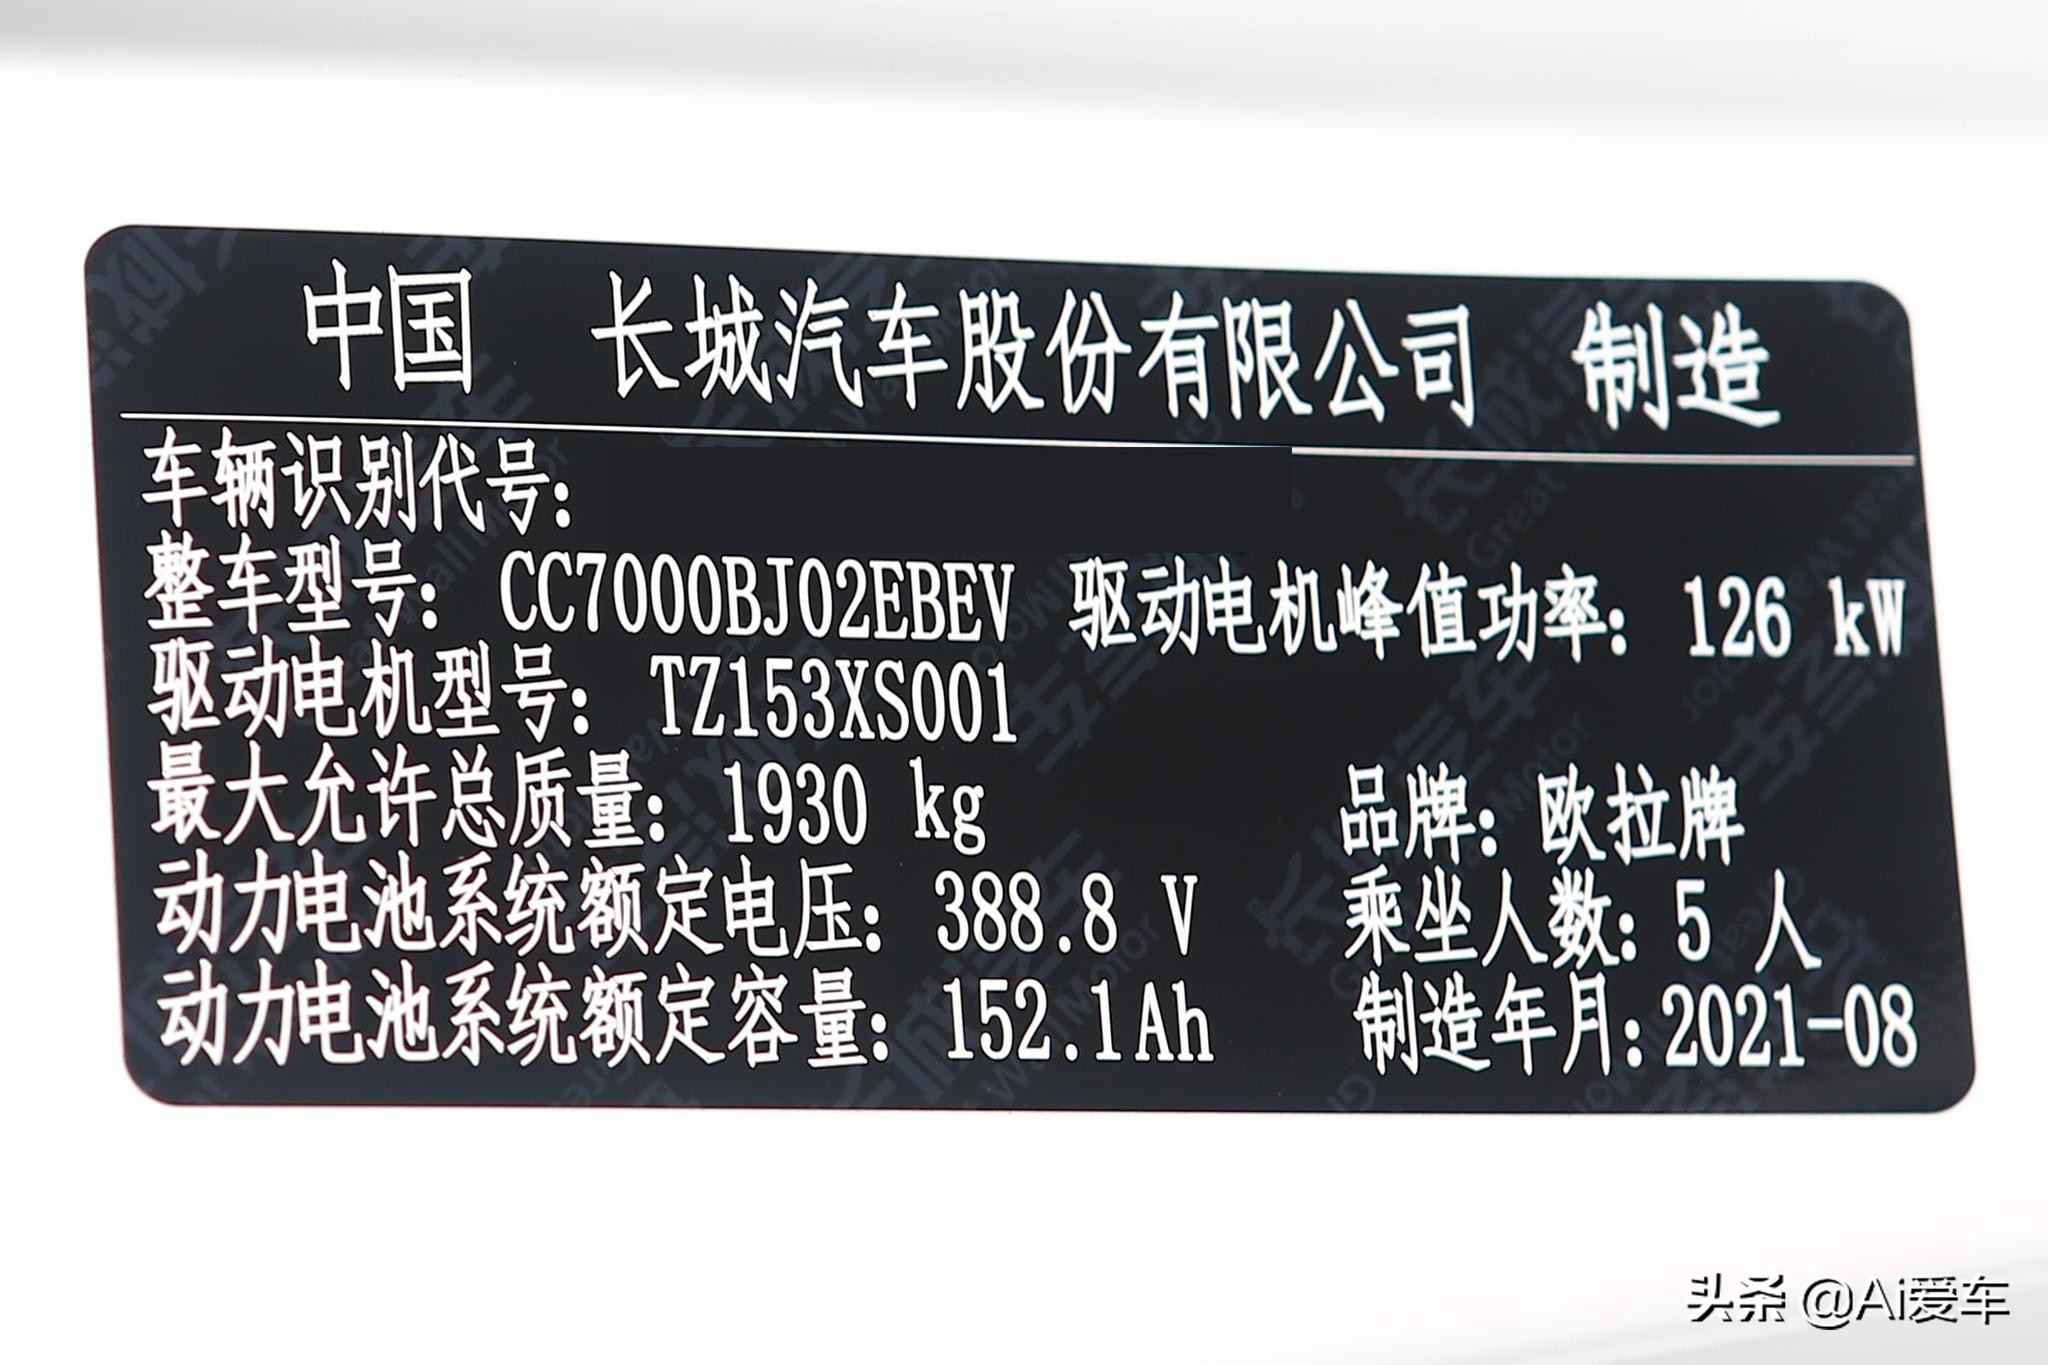 中国 长城汽车股份有限公司 制造
车辆识别代号:
整车型号: CC7000BJ02EBEV 驱动电机峰值功率: 126 kW
驱动电机型号: TZ153XS001
最大允许总质量: 1930 kg 品牌: 欧拉牌
动力电池系统额定电压: 388.8 V 乘坐人数: 5 人
动力电池系统额定容量: 152.1Ah 制造年月: 2021-08
头条 @Ai爱车